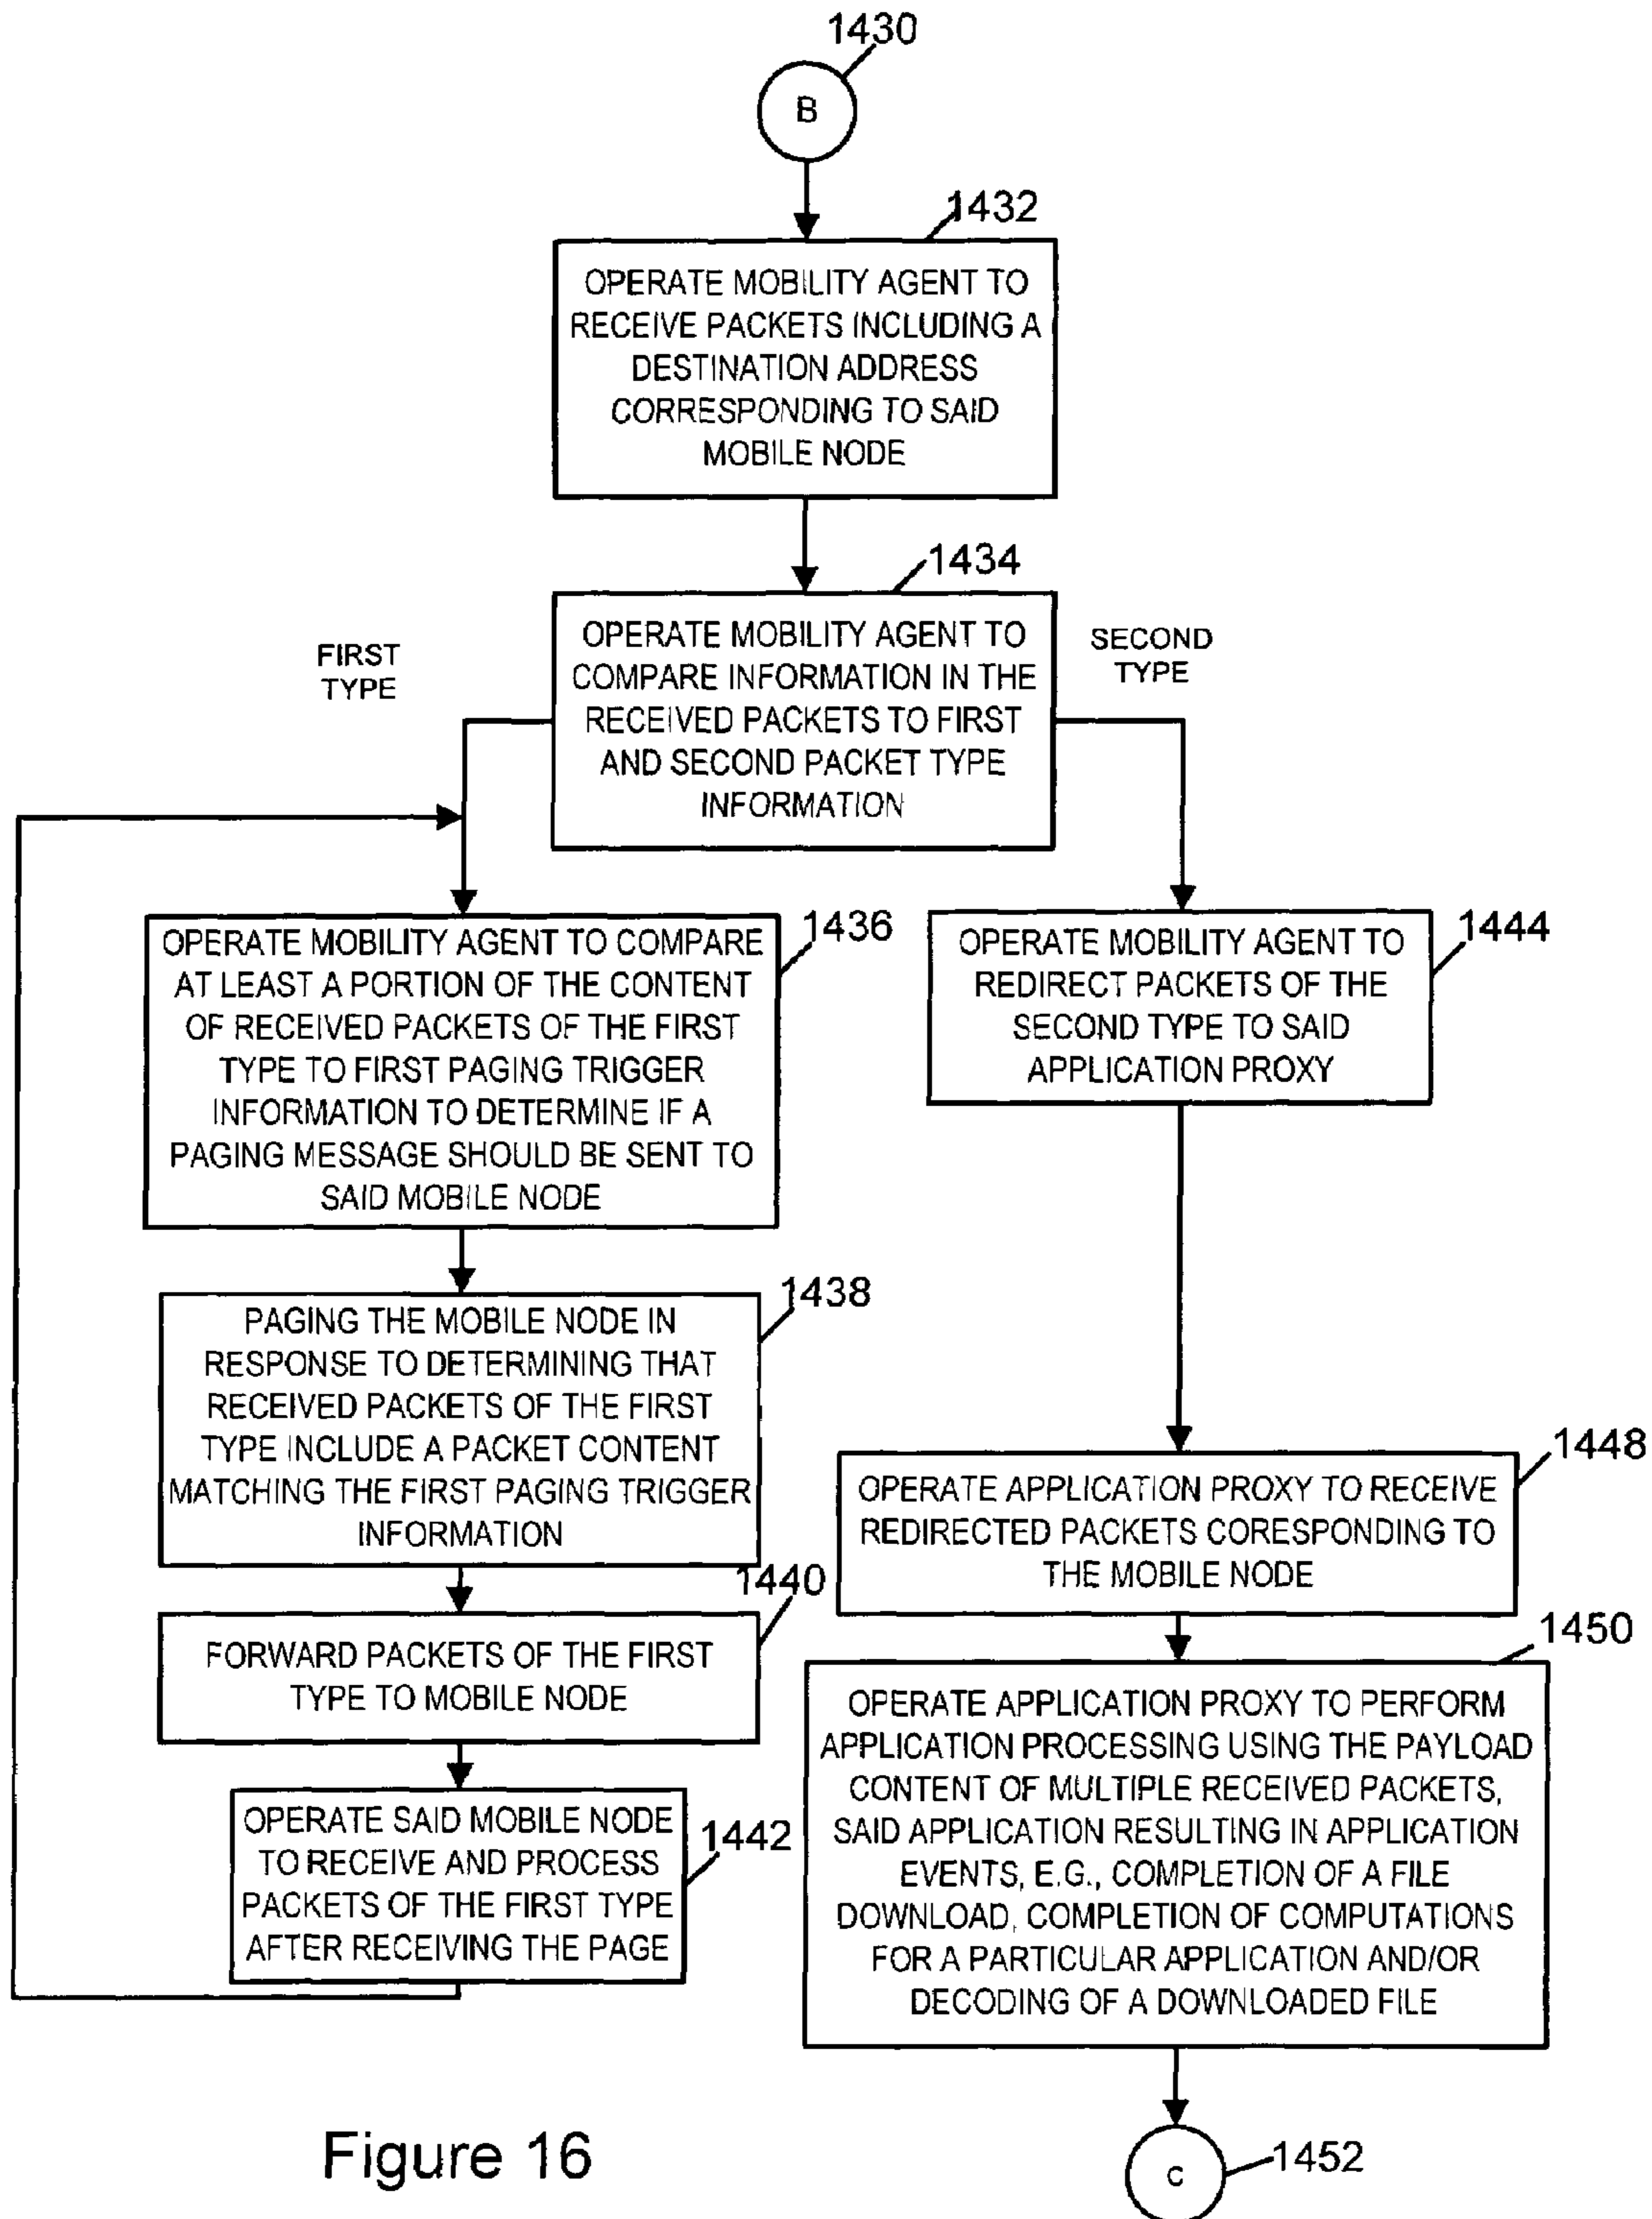 1430
B
1432
OPERATE MOBILITY AGENT TO
RECEIVE PACKETS INCLUDING A
DESTINATION ADDRESS
CORRESPONDING TO SAID
MOBILE NODE
1434
OPERATE MOBILITY AGENT TO
COMPARE INFORMATION IN THE
RECEIVED PACKETS TO FIRST
AND SECOND PACKET TYPE
INFORMATION
FIRST
TYPE
SECOND
TYPE
1436
OPERATE MOBILITY AGENT TO COMPARE
AT LEAST A PORTION OF THE CONTENT
OF RECEIVED PACKETS OF THE FIRST
TYPE TO FIRST PAGING TRIGGER
INFORMATION TO DETERMINE IF A
PAGING MESSAGE SHOULD BE SENT TO
SAID MOBILE NODE
1444
OPERATE MOBILITY AGENT TO
REDIRECT PACKETS OF THE
SECOND TYPE TO SAID
APPLICATION PROXY
1438
PAGING THE MOBILE NODE IN
RESPONSE TO DETERMINING THAT
RECEIVED PACKETS OF THE FIRST
TYPE INCLUDE A PACKET CONTENT
MATCHING THE FIRST PAGING TRIGGER
INFORMATION
1448
OPERATE APPLICATION PROXY TO RECEIVE
REDIRECTED PACKETS CORESPONDING TO
THE MOBILE NODE
1440
FORWARD PACKETS OF THE FIRST
TYPE TO MOBILE NODE
1450
OPERATE APPLICATION PROXY TO PERFORM
APPLICATION PROCESSING USING THE PAYLOAD
CONTENT OF MULTIPLE RECEIVED PACKETS,
SAID APPLICATION RESULTING IN APPLICATION
EVENTS, E.G., COMPLETION OF A FILE
DOWNLOAD, COMPLETION OF COMPUTATIONS
FOR A PARTICULAR APPLICATION AND/OR
DECODING OF A DOWNLOADED FILE
1442
OPERATE SAID MOBILE NODE
TO RECEIVE AND PROCESS
PACKETS OF THE FIRST TYPE
AFTER RECEIVING THE PAGE
Figure 16
C
1452